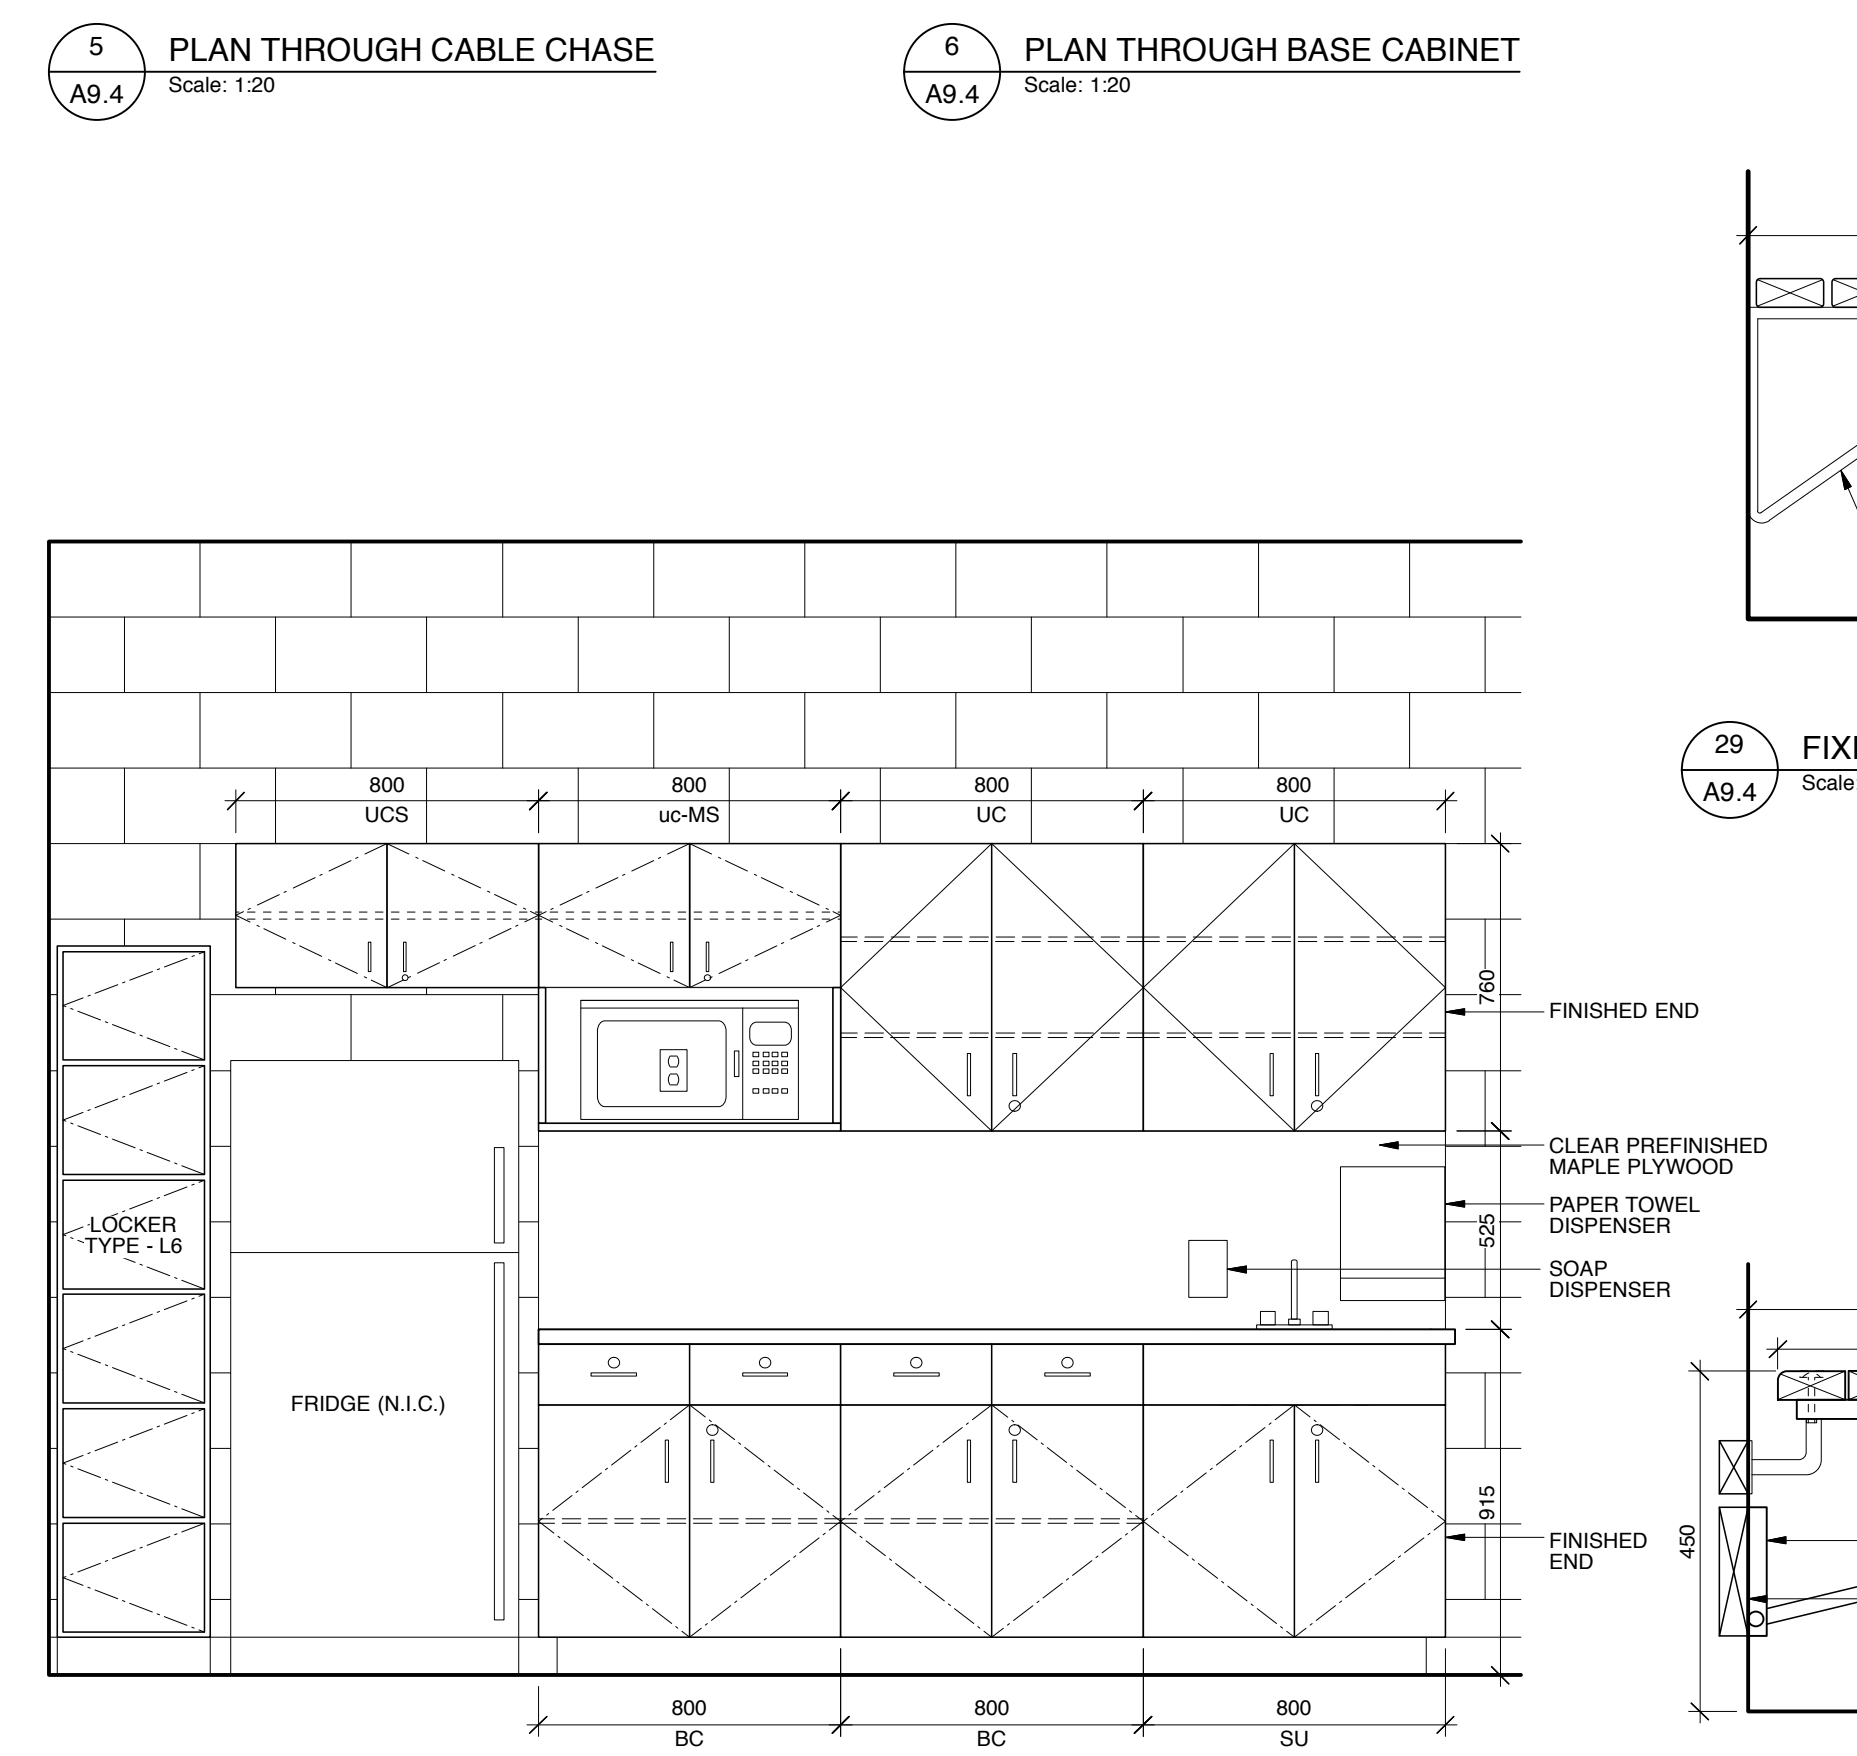 5
A9.4
PLAN THROUGH CABLE CHASE
Scale: 1:20
6
A9.4
PLAN THROUGH BASE CABINET
Scale: 1:20
29
A9.4
Scale:
800
UCS
800
uc-MS
800
UC
800
UC
760
FINISHED END
CLEAR PREFINISHED
MAPLE PLYWOOD
PAPER TOWEL
DISPENSER
525
SOAP
DISPENSER
LOCKER
TYPE - L6
FRIDGE (N.I.C.)
915
FINISHED
END
450
800
BC
800
BC
800
SU